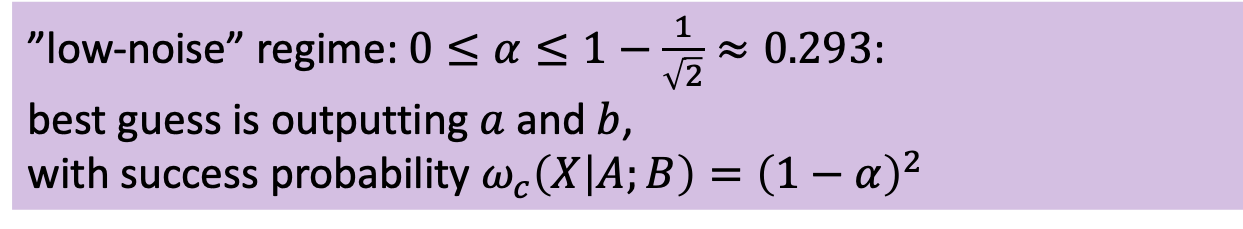 ”low-noise” regime: 0 ≤ α ≤ 1 − 1/√2 ≈ 0.293:
best guess is outputting a and b,
with success probability ω_c(X|A; B) = (1 − α)²